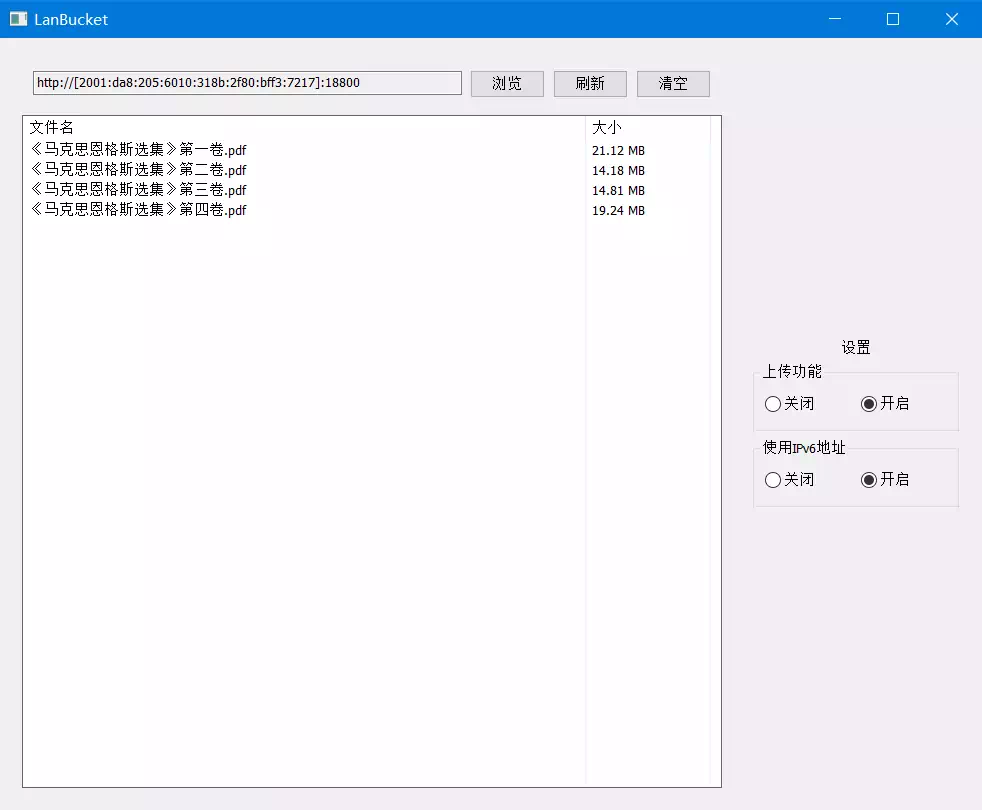 LanBucket
http://[2001:da8:205:6010:318b:2f80:bff3:7217]:18800 浏览 刷新 清空
文件名 大小
《马克思恩格斯选集》第一卷.pdf 21.12 MB
《马克思恩格斯选集》第二卷.pdf 14.18 MB
《马克思恩格斯选集》第三卷.pdf 14.81 MB
《马克思恩格斯选集》第四卷.pdf 19.24 MB
设置
上传功能
关闭 开启
使用IPv6地址
关闭 开启